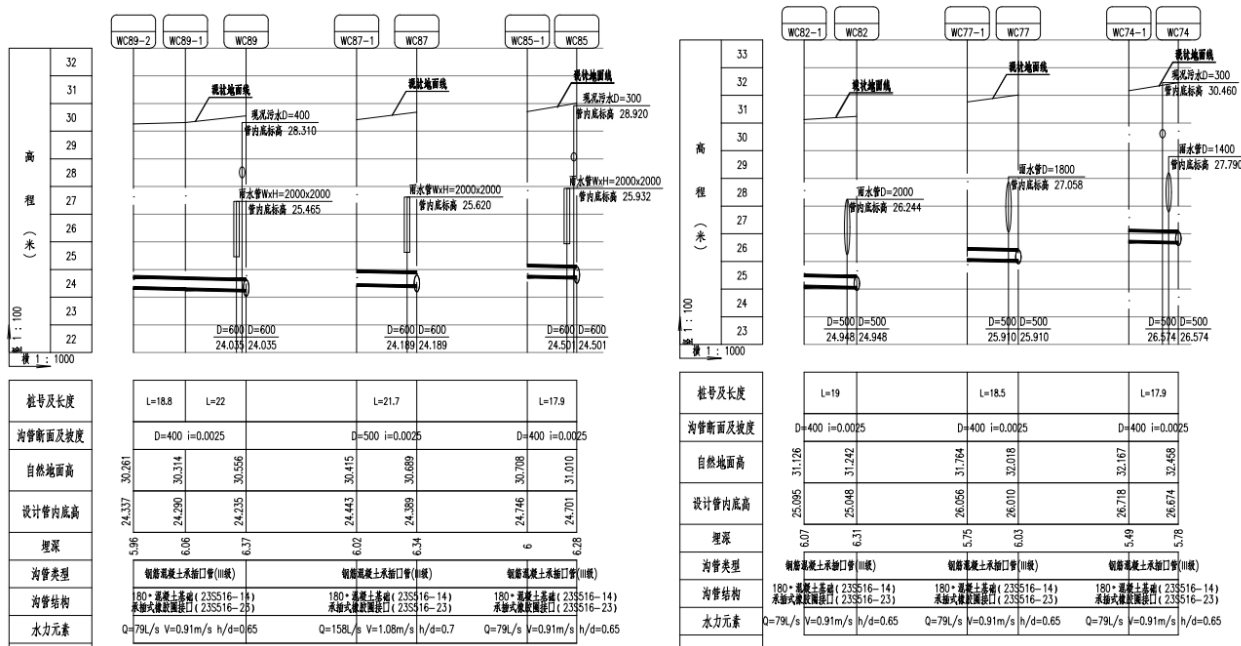 WC89-2 WC89-1 WC89 WC87-1 WC87 WC85-1 WC85
32
31
30
29
28
27
26
25
24
23
22
高程(米)
纵 1:100
横 1:1000
现状地面线
现况污水D=400
管内底标高 28.310
雨水管WxH=2000x2000
管内底标高 25.465
D=600 D=600
24.035 24.035
现状地面线
雨水管WxH=2000x2000
管内底标高 25.620
D=600 D=600
24.189 24.189
现状地面线
现况污水D=300
管内底标高 28.920
雨水管WxH=2000x2000
管内底标高 25.932
D=600 D=600
24.501 24.501
桩号及长度 L=18.8 L=22 L=21.7 L=17.9
沟管断面及坡度 D=400 i=0.0025 D=500 i=0.0025 D=400 i=0.0025
自然地面高 30.261 30.314 30.556 30.415 30.689 30.708 31.010
设计管内底高 24.337 24.290 24.235 24.443 24.389 24.746 24.701
埋深 5.96 6.06 6.37 6.02 6.34 6 6.28
沟管类型 钢筋混凝土承插口管(III级) 钢筋混凝土承插口管(III级) 钢筋混凝土承插口管(III级)
沟管结构 180°混凝土基础(23S516-14) 180°混凝土基础(23S516-14) 180°混凝土基础(23S516-14)
承插式橡胶圈接口(23S516-23) 承插式橡胶圈接口(23S516-23) 承插式橡胶圈接口(23S516-23)
水力元素 Q=79L/s V=0.91m/s h/d=0.65 Q=158L/s V=1.08m/s h/d=0.7 Q=79L/s V=0.91m/s h/d=0.65
WC82-1 WC82 WC77-1 WC77 WC74-1 WC74
33
32
31
30
29
28
27
26
25
24
23
高程(米)
纵 1:100
横 1:1000
现状地面线
雨水管D=2000
管内底标高 26.244
D=500 D=500
24.948 24.948
现状地面线
雨水管D=1800
管内底标高 27.058
D=500 D=500
25.910 25.910
现状地面线
现况污水D=300
管内底标高 30.460
雨水管D=1400
管内底标高 27.790
D=500 D=500
26.574 26.574
桩号及长度 L=19 L=18.5 L=17.9
沟管断面及坡度 D=400 i=0.0025 D=400 i=0.0025 D=400 i=0.0025
自然地面高 31.126 31.242 31.764 32.018 32.167 32.458
设计管内底高 25.095 25.048 26.056 26.010 26.718 26.674
埋深 6.07 6.31 5.75 6.03 5.49 5.78
沟管类型 钢筋混凝土承插口管(III级) 钢筋混凝土承插口管(III级) 钢筋混凝土承插口管(III级)
沟管结构 180°混凝土基础(23S516-14) 180°混凝土基础(23S516-14) 180°混凝土基础(23S516-14)
承插式橡胶圈接口(23S516-23) 承插式橡胶圈接口(23S516-23) 承插式橡胶圈接口(23S516-23)
水力元素 Q=79L/s V=0.91m/s h/d=0.65 Q=79L/s V=0.91m/s h/d=0.65 Q=79L/s V=0.91m/s h/d=0.65